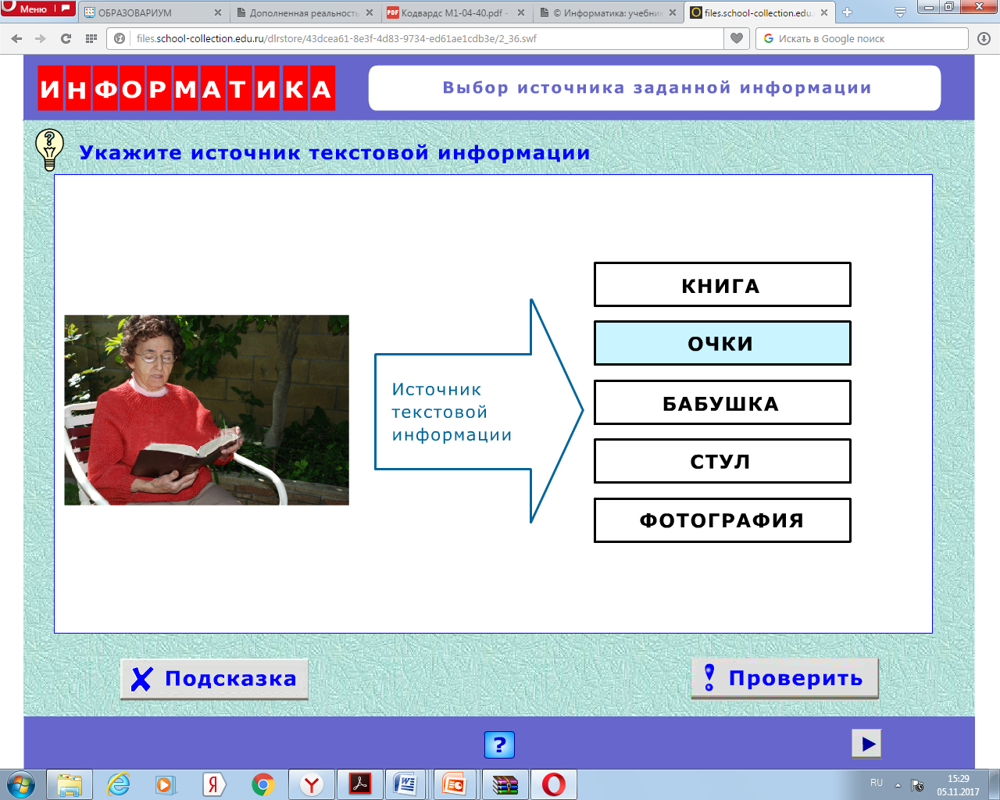 Меню
ОБРАЗОВАРИУМ
Дополненная реальность
Кодвардс М1-04-40.pdf -
© Информатика: учебник
files.school-collection.edu.
files.school-collection.edu.ru/dlrstore/43dcea61-8e3f-4d83-9734-ed61ae1cdb3e/2_36.swf
Искать в Google поиск
ИНФОРМАТИКА
Выбор источника заданной информации
Укажите источник текстовой информации
Источник
текстовой
информации
КНИГА
ОЧКИ
БАБУШКА
СТУЛ
ФОТОГРАФИЯ
Подсказка
Проверить
?
RU
15:29
05.11.2017